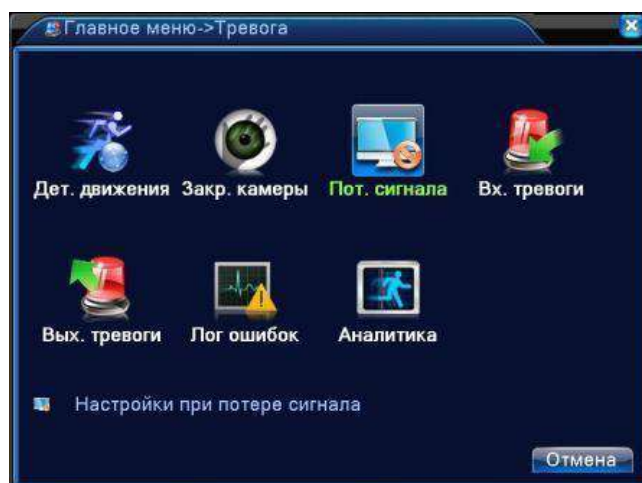 Главное меню->Тревога
Дет. движения Закр. камеры Пот. сигнала Вх. тревоги
Вых. тревоги Лог ошибок Аналитика
Настройки при потере сигнала
Отмена